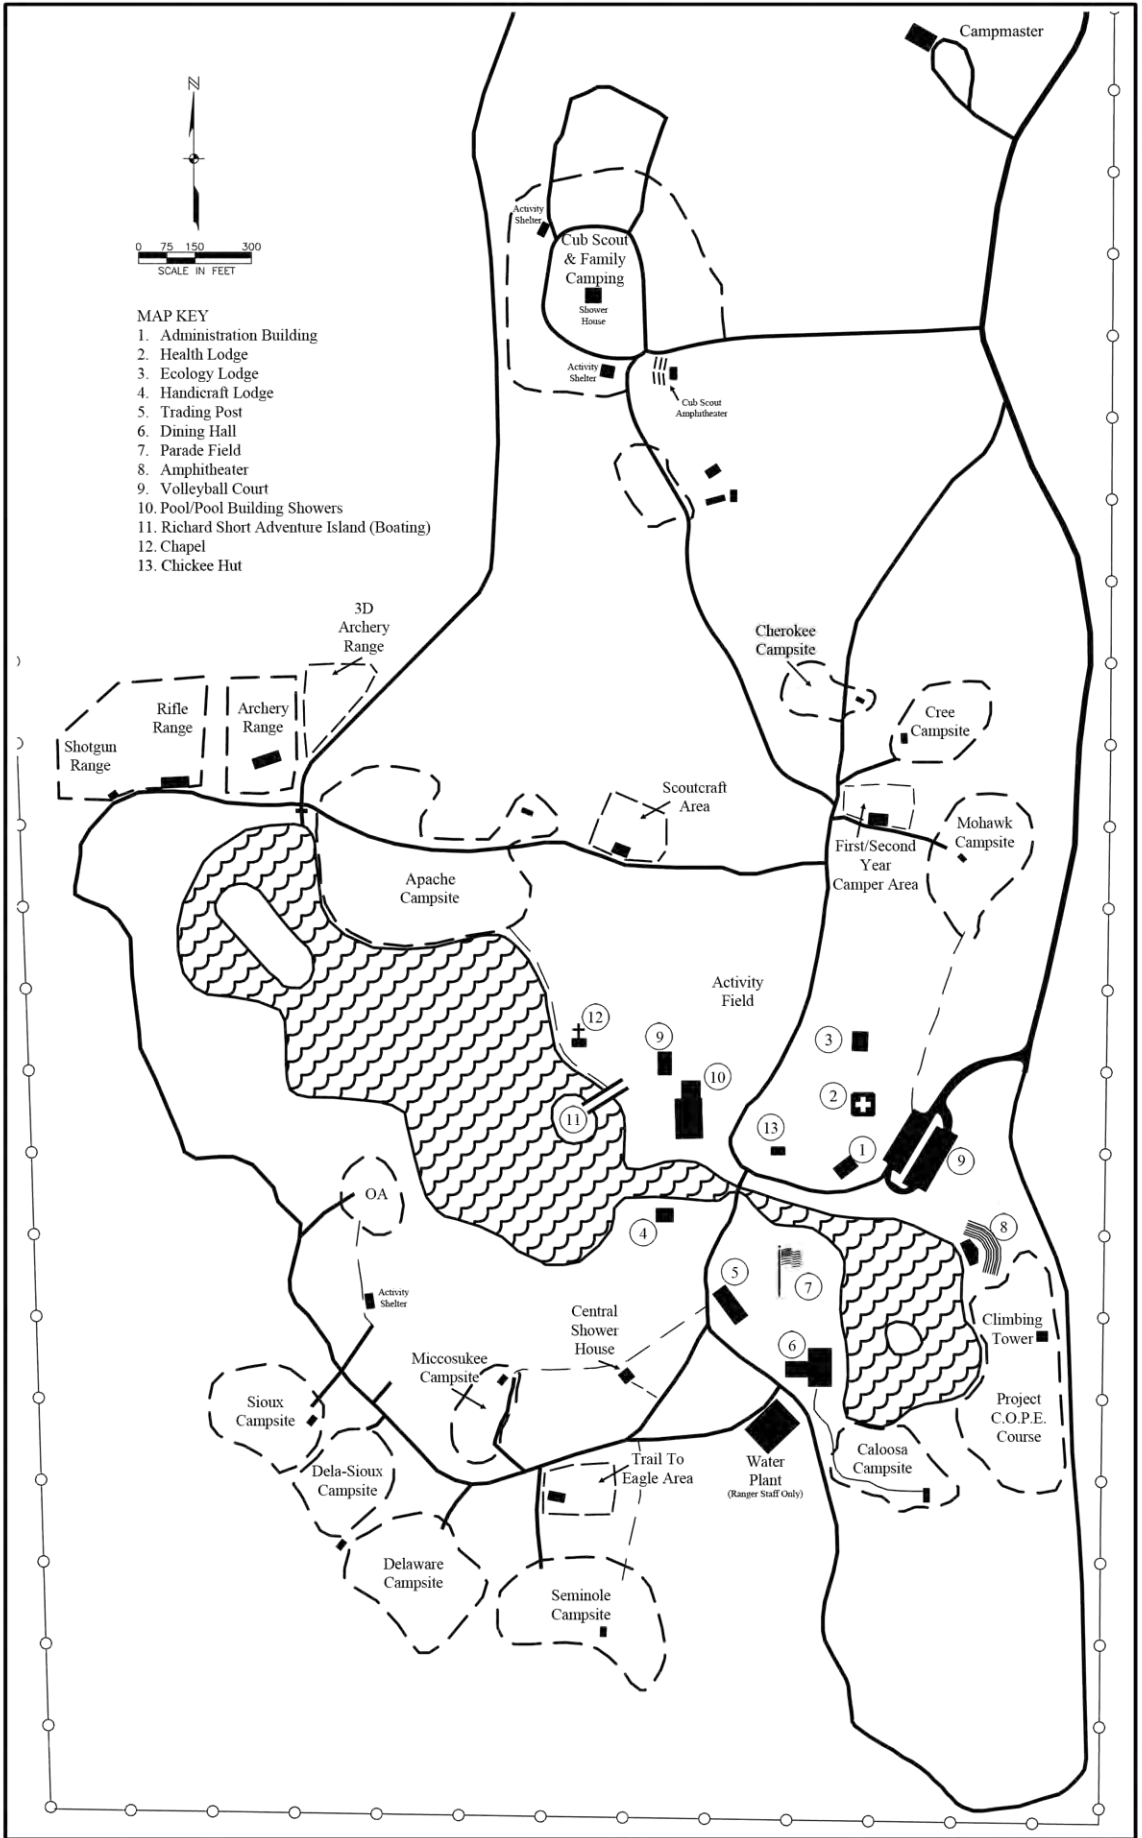 Campmaster
N
0 75 150 300
SCALE IN FEET
MAP KEY
1. Administration Building
2. Health Lodge
3. Ecology Lodge
4. Handicraft Lodge
5. Trading Post
6. Dining Hall
7. Parade Field
8. Amphitheater
9. Volleyball Court
10. Pool/Pool Building Showers
11. Richard Short Adventure Island (Boating)
12. Chapel
13. Chickee Hut
Activity
Shelter
Cub Scout
& Family
Camping
Shower
House
Activity
Shelter
Cub Scout
Amphitheater
3D
Archery
Range
Rifle
Range
Archery
Range
Shotgun
Range
Cherokee
Campsite
Cree
Campsite
Scoutcraft
Area
Mohawk
Campsite
First/Second
Year
Camper Area
Apache
Campsite
Activity
Field
12
9
10
11
3
2
13
1
9
OA
4
8
5
7
6
Activity
Shelter
Central
Shower
House
Climbing
Tower
Miccosukee
Campsite
Sioux
Campsite
Project
C.O.P.E.
Course
Dela-Sioux
Campsite
Trail To
Eagle Area
Water
Plant
(Ranger Staff Only)
Caloosa
Campsite
Delaware
Campsite
Seminole
Campsite